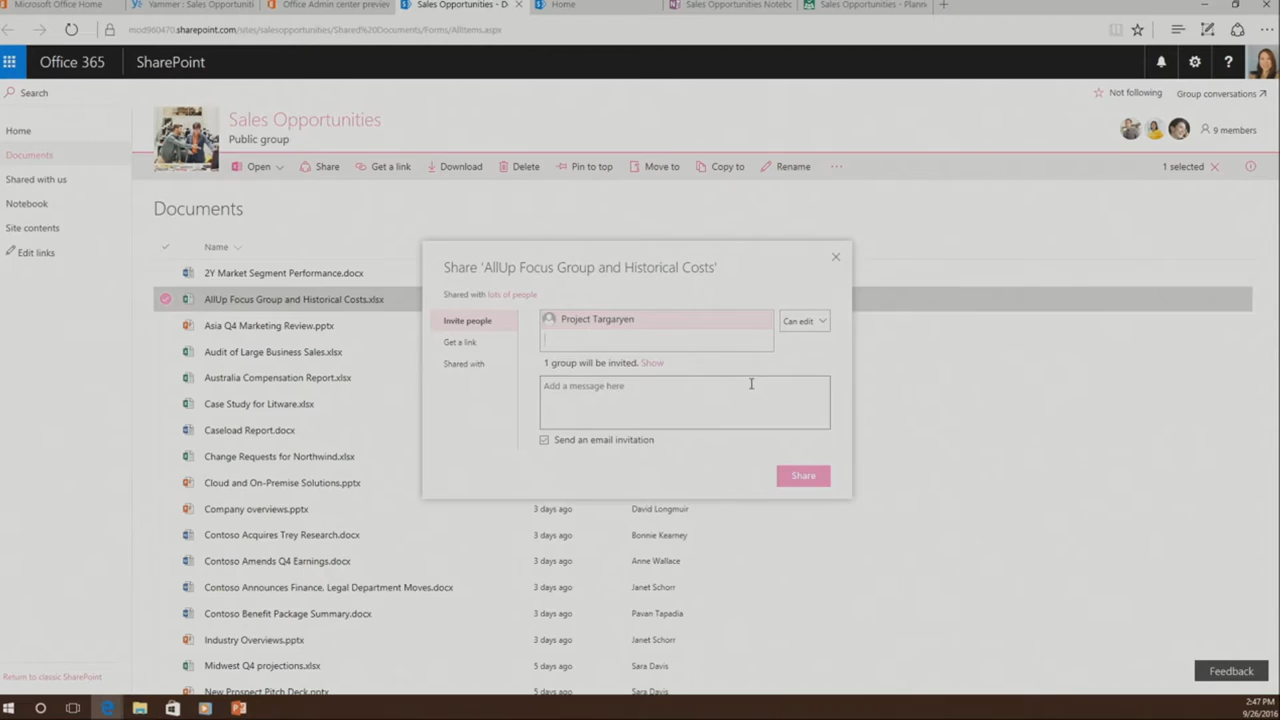 Microsoft Office Home
Yammer : Sales Opportuniti
Office Admin center preview
Sales Opportunities - D
Home
Sales Opportunities Notebo
Sales Opportunities - Plann
mod960470.sharepoint.com/sites/salesopportunities/Shared%20Documents/Forms/AllItems.aspx
Office 365
SharePoint
Search
Not following
Group conversations
Sales Opportunities
Public group
9 members
Home
Documents
Shared with us
Notebook
Site contents
Edit links
Open
Share
Get a link
Download
Delete
Pin to top
Move to
Copy to
Rename
1 selected
Documents
Name
2Y Market Segment Performance.docx
AllUp Focus Group and Historical Costs.xlsx
Asia Q4 Marketing Review.pptx
Audit of Large Business Sales.xlsx
Australia Compensation Report.xlsx
Case Study for Litware.xlsx
Caseload Report.docx
Change Requests for Northwind.xlsx
Cloud and On-Premise Solutions.pptx
Company overviews.pptx 3 days ago David Longmuir
Contoso Acquires Trey Research.docx 3 days ago Bonnie Kearney
Contoso Amends Q4 Earnings.docx 3 days ago Anne Wallace
Contoso Announces Finance, Legal Department Moves.docx 3 days ago Janet Schorr
Contoso Benefit Package Summary.docx 3 days ago Pavan Tapadia
Industry Overviews.pptx 3 days ago Janet Schorr
Midwest Q4 projections.xlsx 5 days ago Sara Davis
New Prospect Pitch Deck.pptx 5 days ago Sara Davis
Share 'AllUp Focus Group and Historical Costs'
Shared with lots of people
Invite people
Get a link
Shared with
Project Targaryen
Can edit
1 group will be invited. Show
Add a message here
Send an email invitation
Share
Return to classic SharePoint
Feedback
2:47 PM
9/26/2016